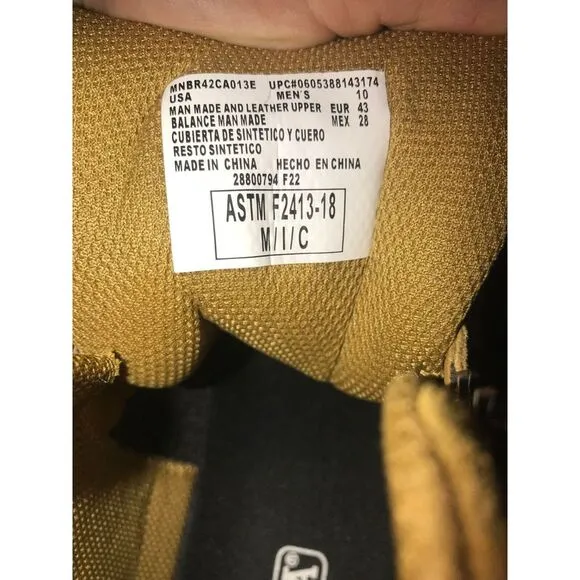 MNBR42CA013E UPC#0605388143174
USA MEN'S 10
MAN MADE AND LEATHER UPPER EUR 43
BALANCE MAN MADE MEX 28
CUBIERTA DE SINTETICO Y CUERO
RESTO SINTETICO
MADE IN CHINA HECHO EN CHINA
28800794 F22
ASTM F2413-18
M/I/C